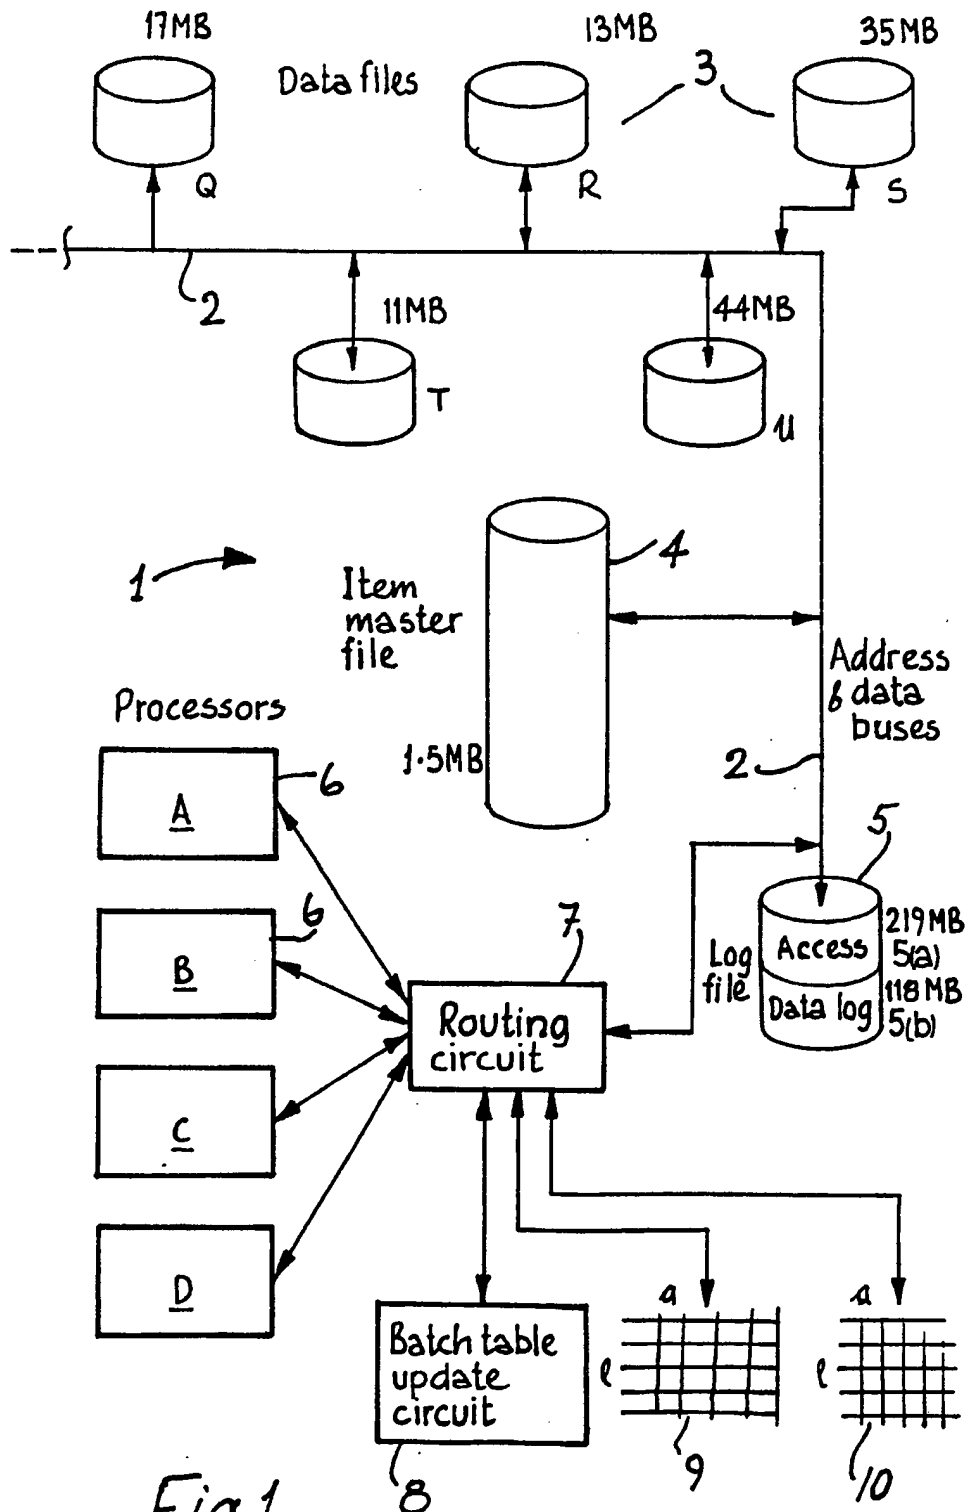 17MB
13MB
35MB
Data files
3
Q
R
S
2
11MB
44MB
T
U
4
1
Item
master
file
Address
& data
buses
Processors
1.5MB
2
6
A
5
6
7
219MB
Access
5(a)
B
Log
file
118MB
Data log
5(b)
Routing
circuit
C
D
a
a
Batch table
update
circuit
l
l
9
10
8
Fig 1